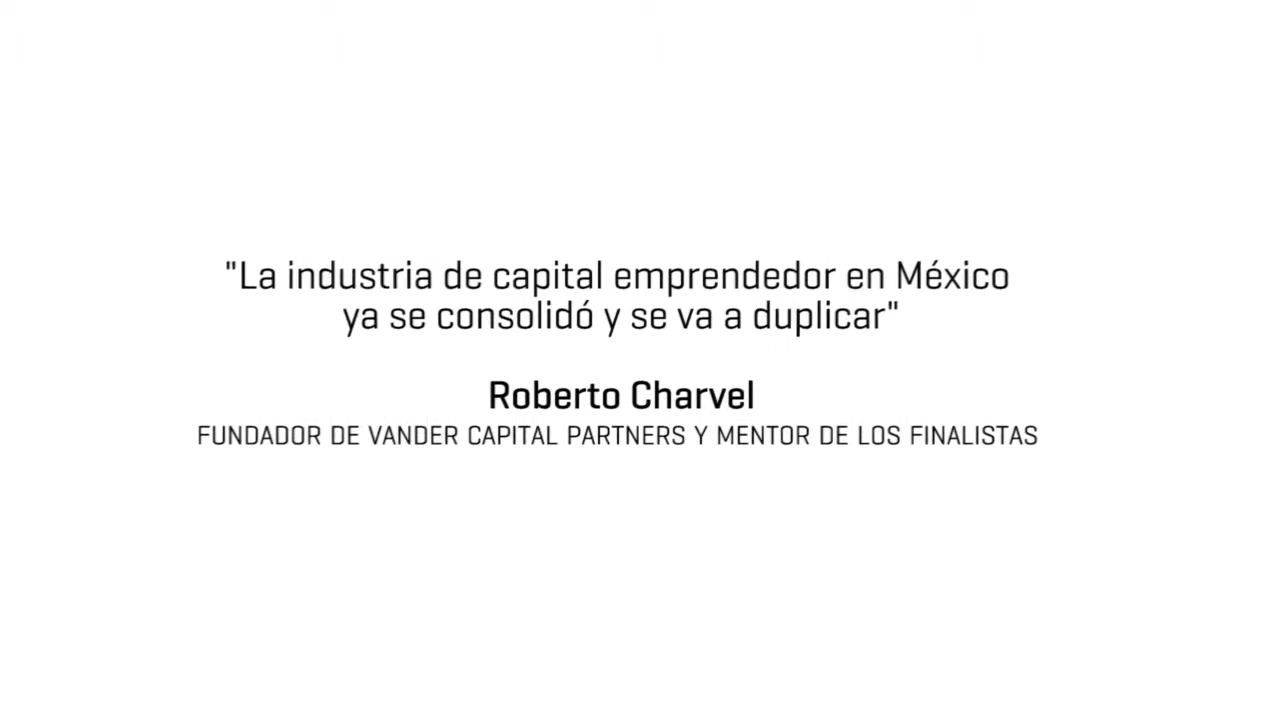 "La industria de capital emprendedor en México
ya se consolidó y se va a duplicar"
Roberto Charvel
FUNDADOR DE VANDER CAPITAL PARTNERS Y MENTOR DE LOS FINALISTAS